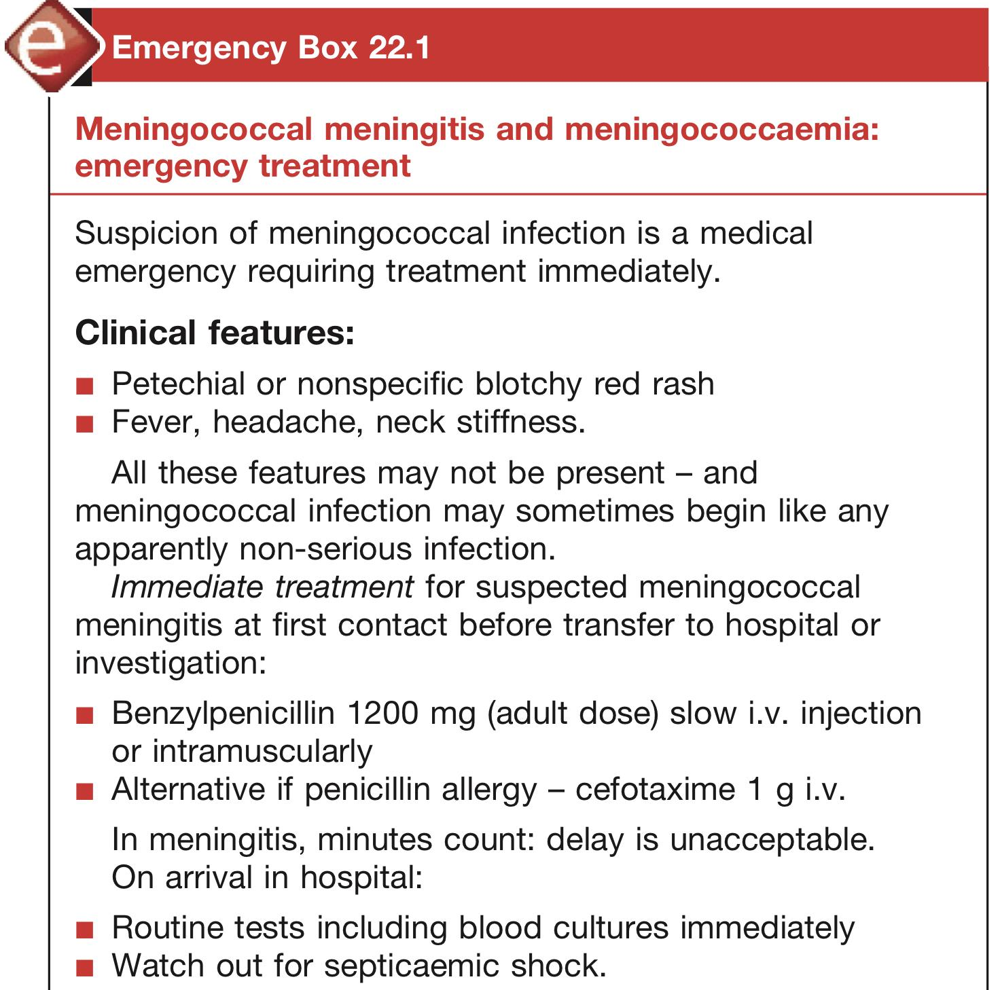 e
Emergency Box 22.1
Meningococcal meningitis and meningococcaemia:
emergency treatment
Suspicion of meningococcal infection is a medical
emergency requiring treatment immediately.
Clinical features:
■ Petechial or nonspecific blotchy red rash
■ Fever, headache, neck stiffness.
All these features may not be present – and
meningococcal infection may sometimes begin like any
apparently non-serious infection.
Immediate treatment for suspected meningococcal
meningitis at first contact before transfer to hospital or
investigation:
■ Benzylpenicillin 1200 mg (adult dose) slow i.v. injection
or intramuscularly
■ Alternative if penicillin allergy – cefotaxime 1 g i.v.
In meningitis, minutes count: delay is unacceptable.
On arrival in hospital:
■ Routine tests including blood cultures immediately
■ Watch out for septicaemic shock.